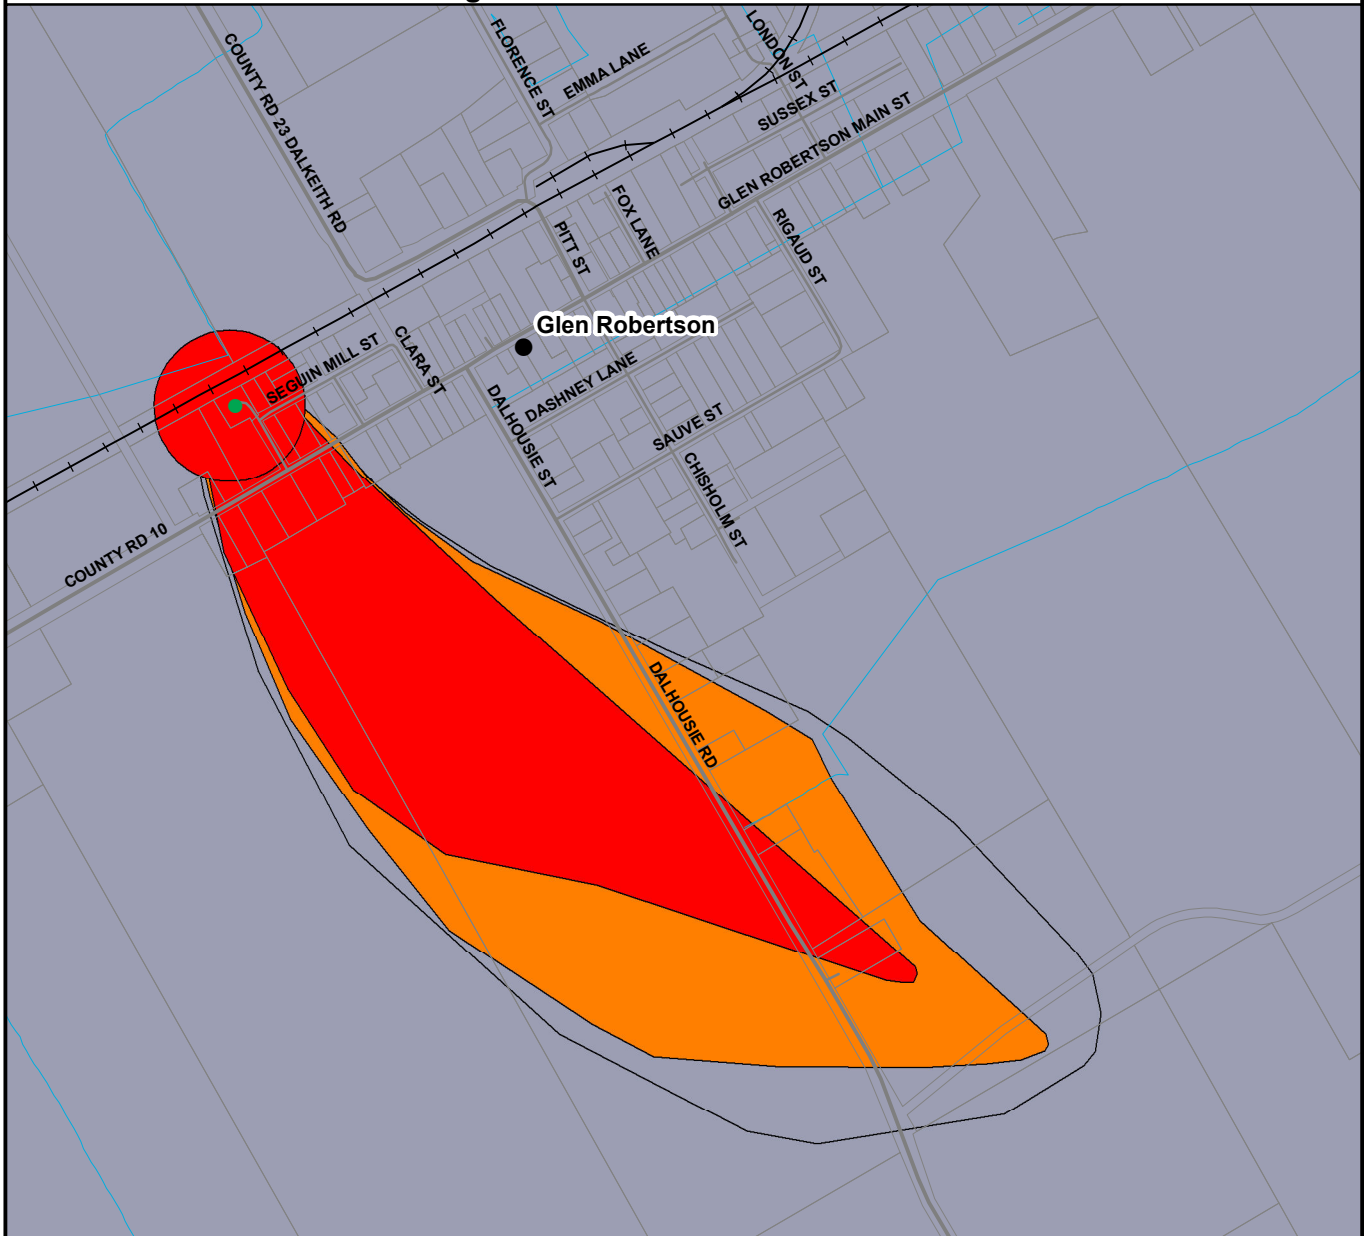 LONDON ST
FLORENCE ST
COUNTY RD 23 DALKEITH RD
EMMA LANE
SUSSEX ST
GLEN ROBERTSON MAIN ST
FOX LANE
PITT ST
RIGAUD ST
Glen Robertson
CLARA ST
SEGUIN MILL ST
DASHNEY LANE
DALHOUSIE ST
SAUVE ST
CHISHOLM ST
COUNTY RD 10
DALHOUSIE RD